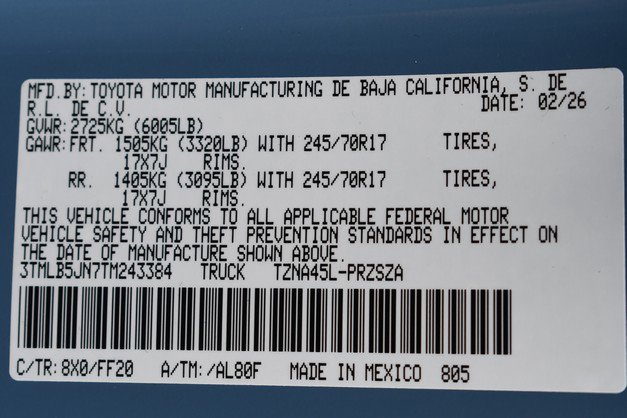 MFD.BY:TOYOTA MOTOR MANUFACTURING DE BAJA CALIFORNIA, S. DE
R.L. DE C.V. DATE: 02/26
GVWR:2725KG (6005LB)
GAWR:FRT. 1505KG (3320LB) WITH 245/70R17 TIRES,
17X7J RIMS.
RR. 1405KG (3095LB) WITH 245/70R17 TIRES,
17X7J RIMS.
THIS VEHICLE CONFORMS TO ALL APPLICABLE FEDERAL MOTOR
VEHICLE SAFETY AND THEFT PREVENTION STANDARDS IN EFFECT ON
THE DATE OF MANUFACTURE SHOWN ABOVE.
3TMLB5JN7TM243384 TRUCK TZNA45L-PRZSZA
C/TR:8X0/FF20 A/TM:/AL80F MADE IN MEXICO 805